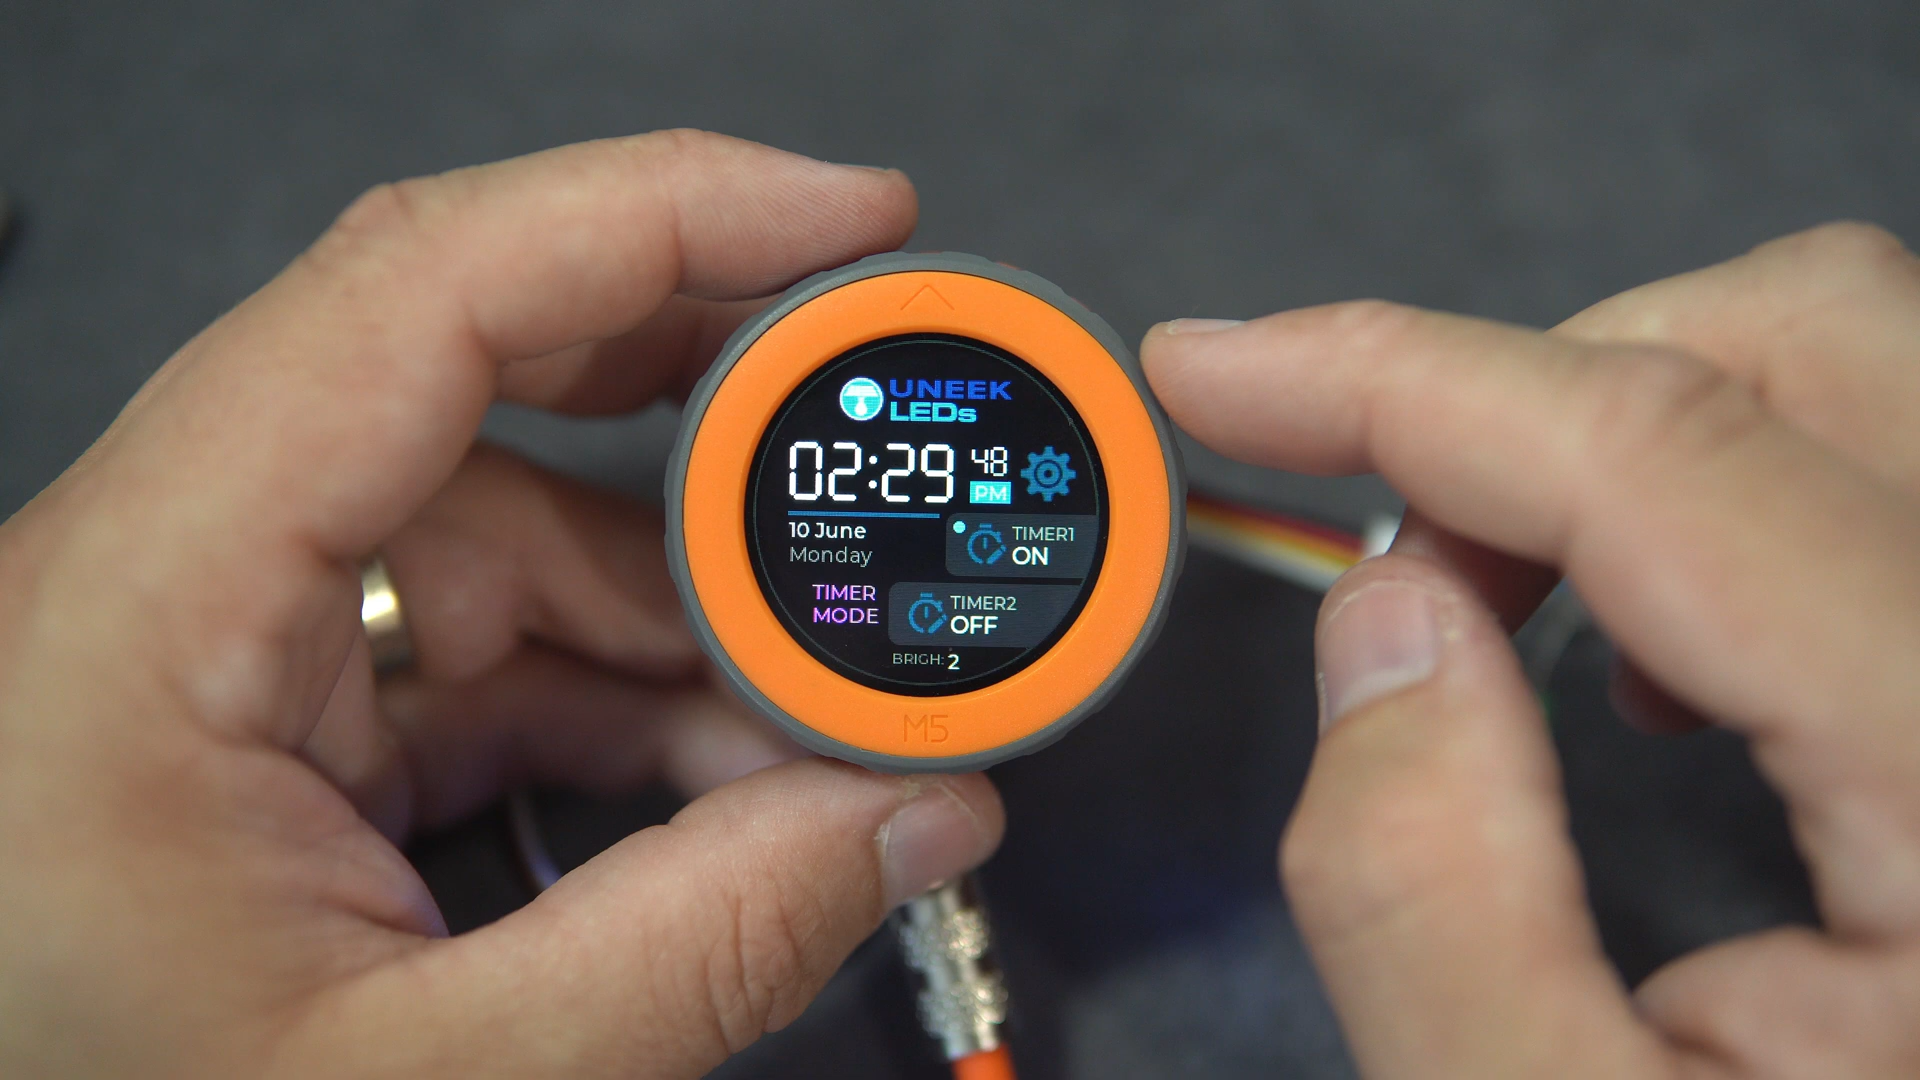 UNEEK
LEDs
02:29 48
PM
10 June
Monday
TIMER1
ON
TIMER
MODE
TIMER2
OFF
BRIGH: 2
M5